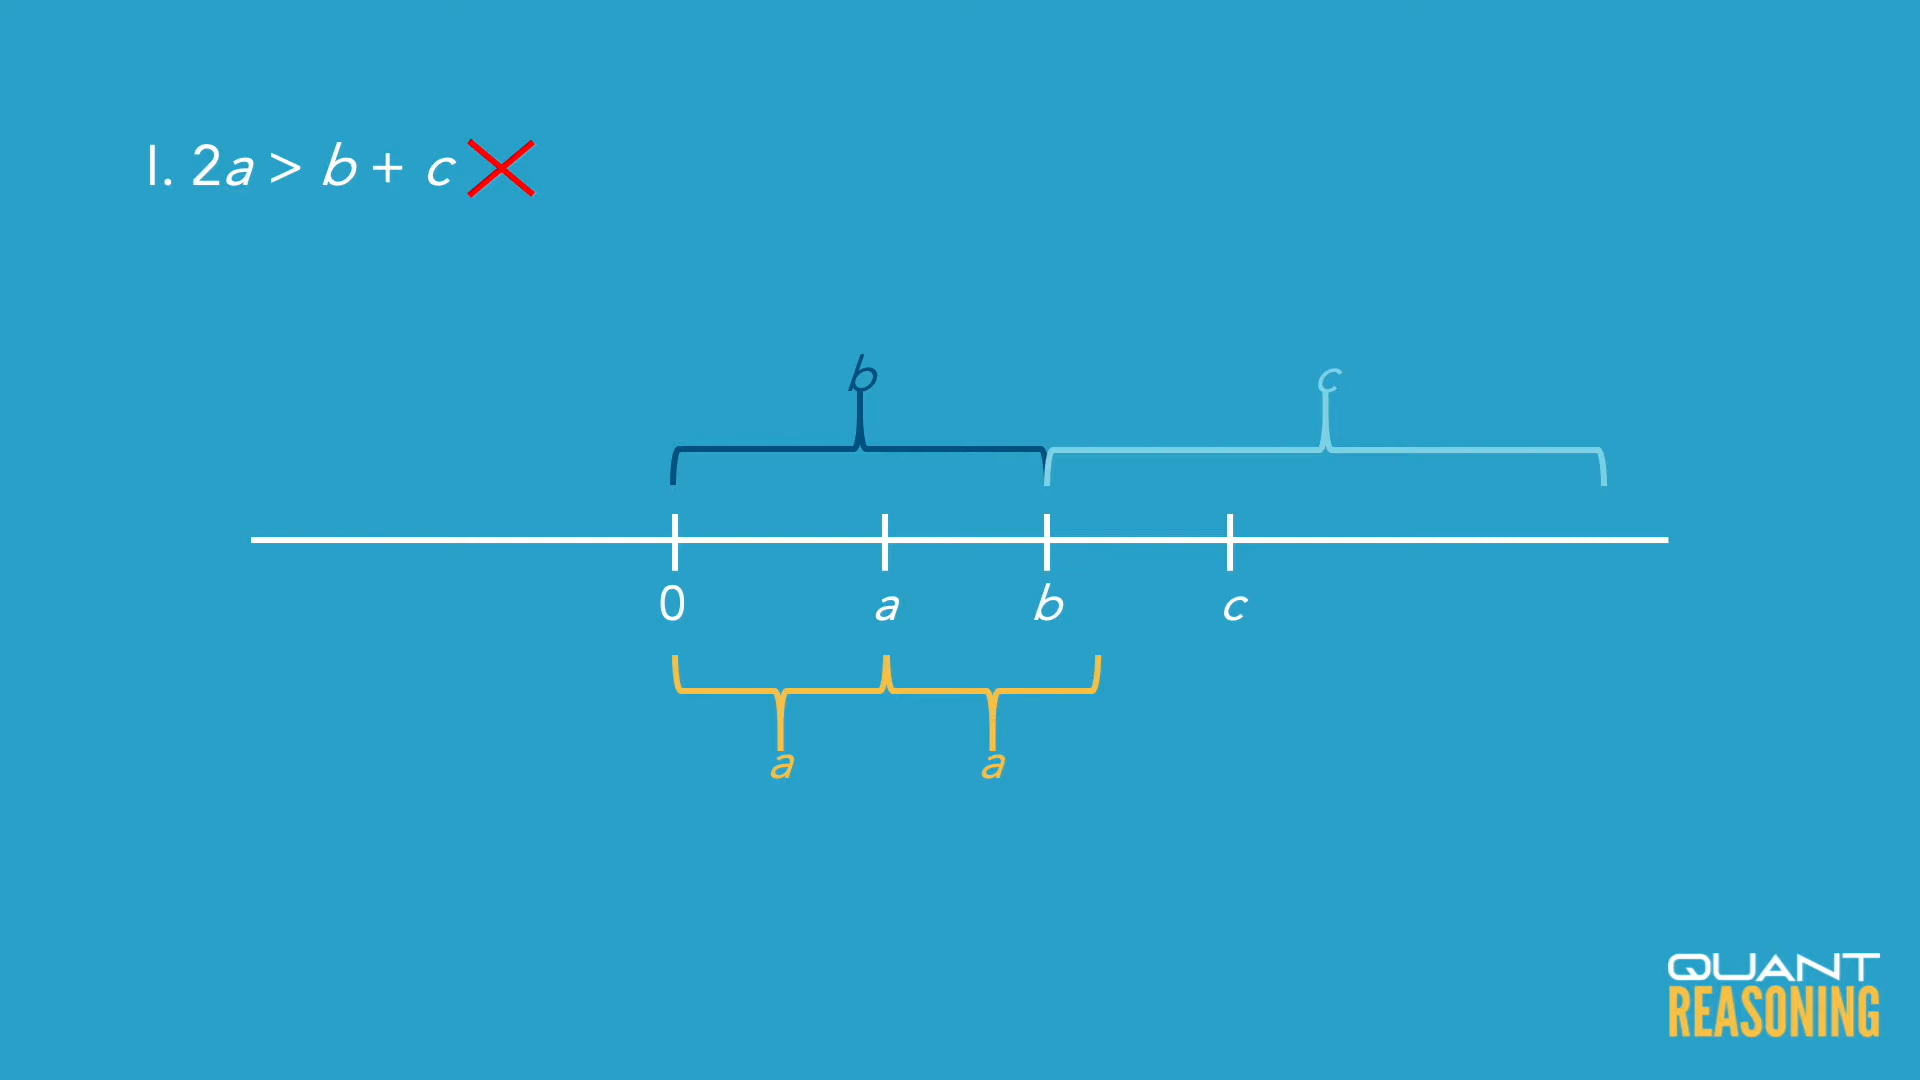 I. 2a > b + c
b
c
0 a b c
a a
QUANT
REASONING